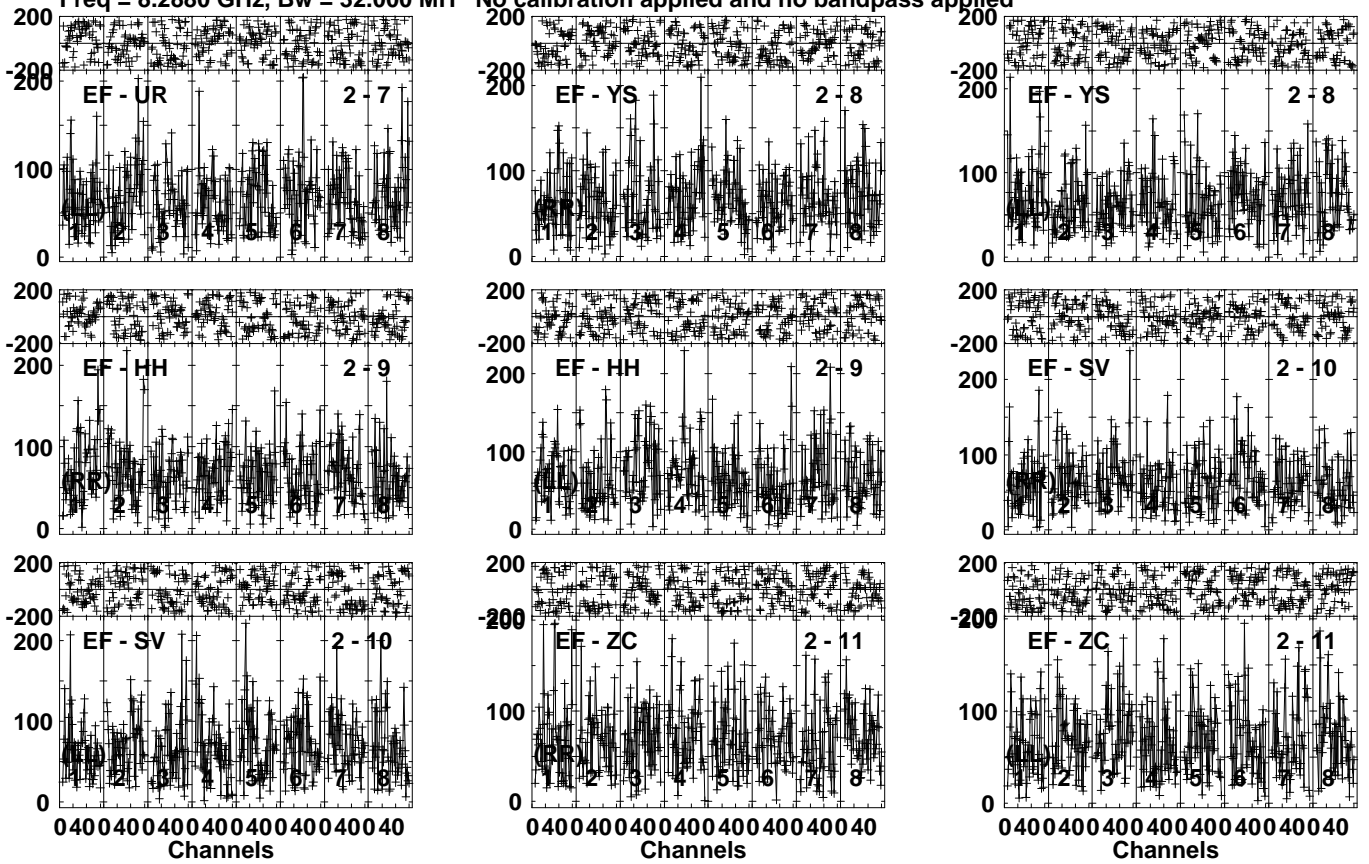 Freq = 8.2880 GHz, Bw = 32.000 MH No calibration applied and no bandpass applied
200 200
-200 -200 -200
200 200 200
EF - UR 2 - 7 EF - YS 2 - 8 EF - YS 2 - 8
100 100 100
(LL) (RR) (LL)
1 2 3 4 5 6 7 8 1 2 3 4 5 6 7 8 1 2 3 4 5 6 7 8
0 0 0
200 200 200
-200 -200 -200
EF - HH 2 - 9 EF - HH 2 - 9 EF - SV 2 - 10
200 200 200
100 100 100
(RR) (LL) (RR)
1 2 3 4 5 6 7 8 1 2 3 4 5 6 7 8 1 2 3 4 5 6 7 8
0 0 0
200 200 200
-200 -200 -200
200 200 200
EF - SV 2 - 10 EF - ZC 2 - 11 EF - ZC 2 - 11
100 100 100
(LL) (RR) (LL)
1 2 3 4 5 6 7 8 1 2 3 4 5 6 7 8 1 2 3 4 5 6 7 8
0 0 0
0 40 0 40 0 40 0 40 0 40 0 40 0 40 0 40 0 40 0 40 0 40 0 40 0 40 0 40 0 40 0 40 0 40 0 40 0 40 0 40 0 40 0 40 0 40 0 40
Channels Channels Channels